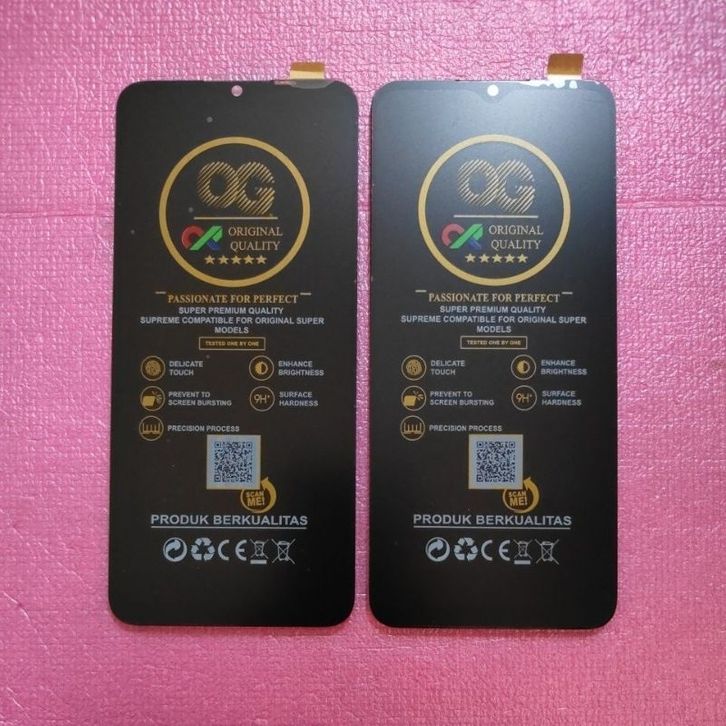 OG
ORIGINAL
QUALITY
PASSIONATE FOR PERFECT
SUPER PREMIUM QUALITY
SUPREME COMPATIBLE FOR ORIGINAL SUPER
MODELS
TESTED ONE BY ONE
DELICATE
TOUCH
ENHANCE
BRIGHTNESS
PREVENT TO
SCREEN BURSTING
9H+
SURFACE
HARDNESS
PRECISION PROCESS
SCAN
ME!
PRODUK BERKUALITAS
CE
OG
ORIGINAL
QUALITY
PASSIONATE FOR PERFECT
SUPER PREMIUM QUALITY
SUPREME COMPATIBLE FOR ORIGINAL SUPER
MODELS
TESTED ONE BY ONE
DELICATE
TOUCH
ENHANCE
BRIGHTNESS
PREVENT TO
SCREEN BURSTING
9H+
SURFACE
HARDNESS
PRECISION PROCESS
SCAN
ME!
PRODUK BERKUALITAS
CE